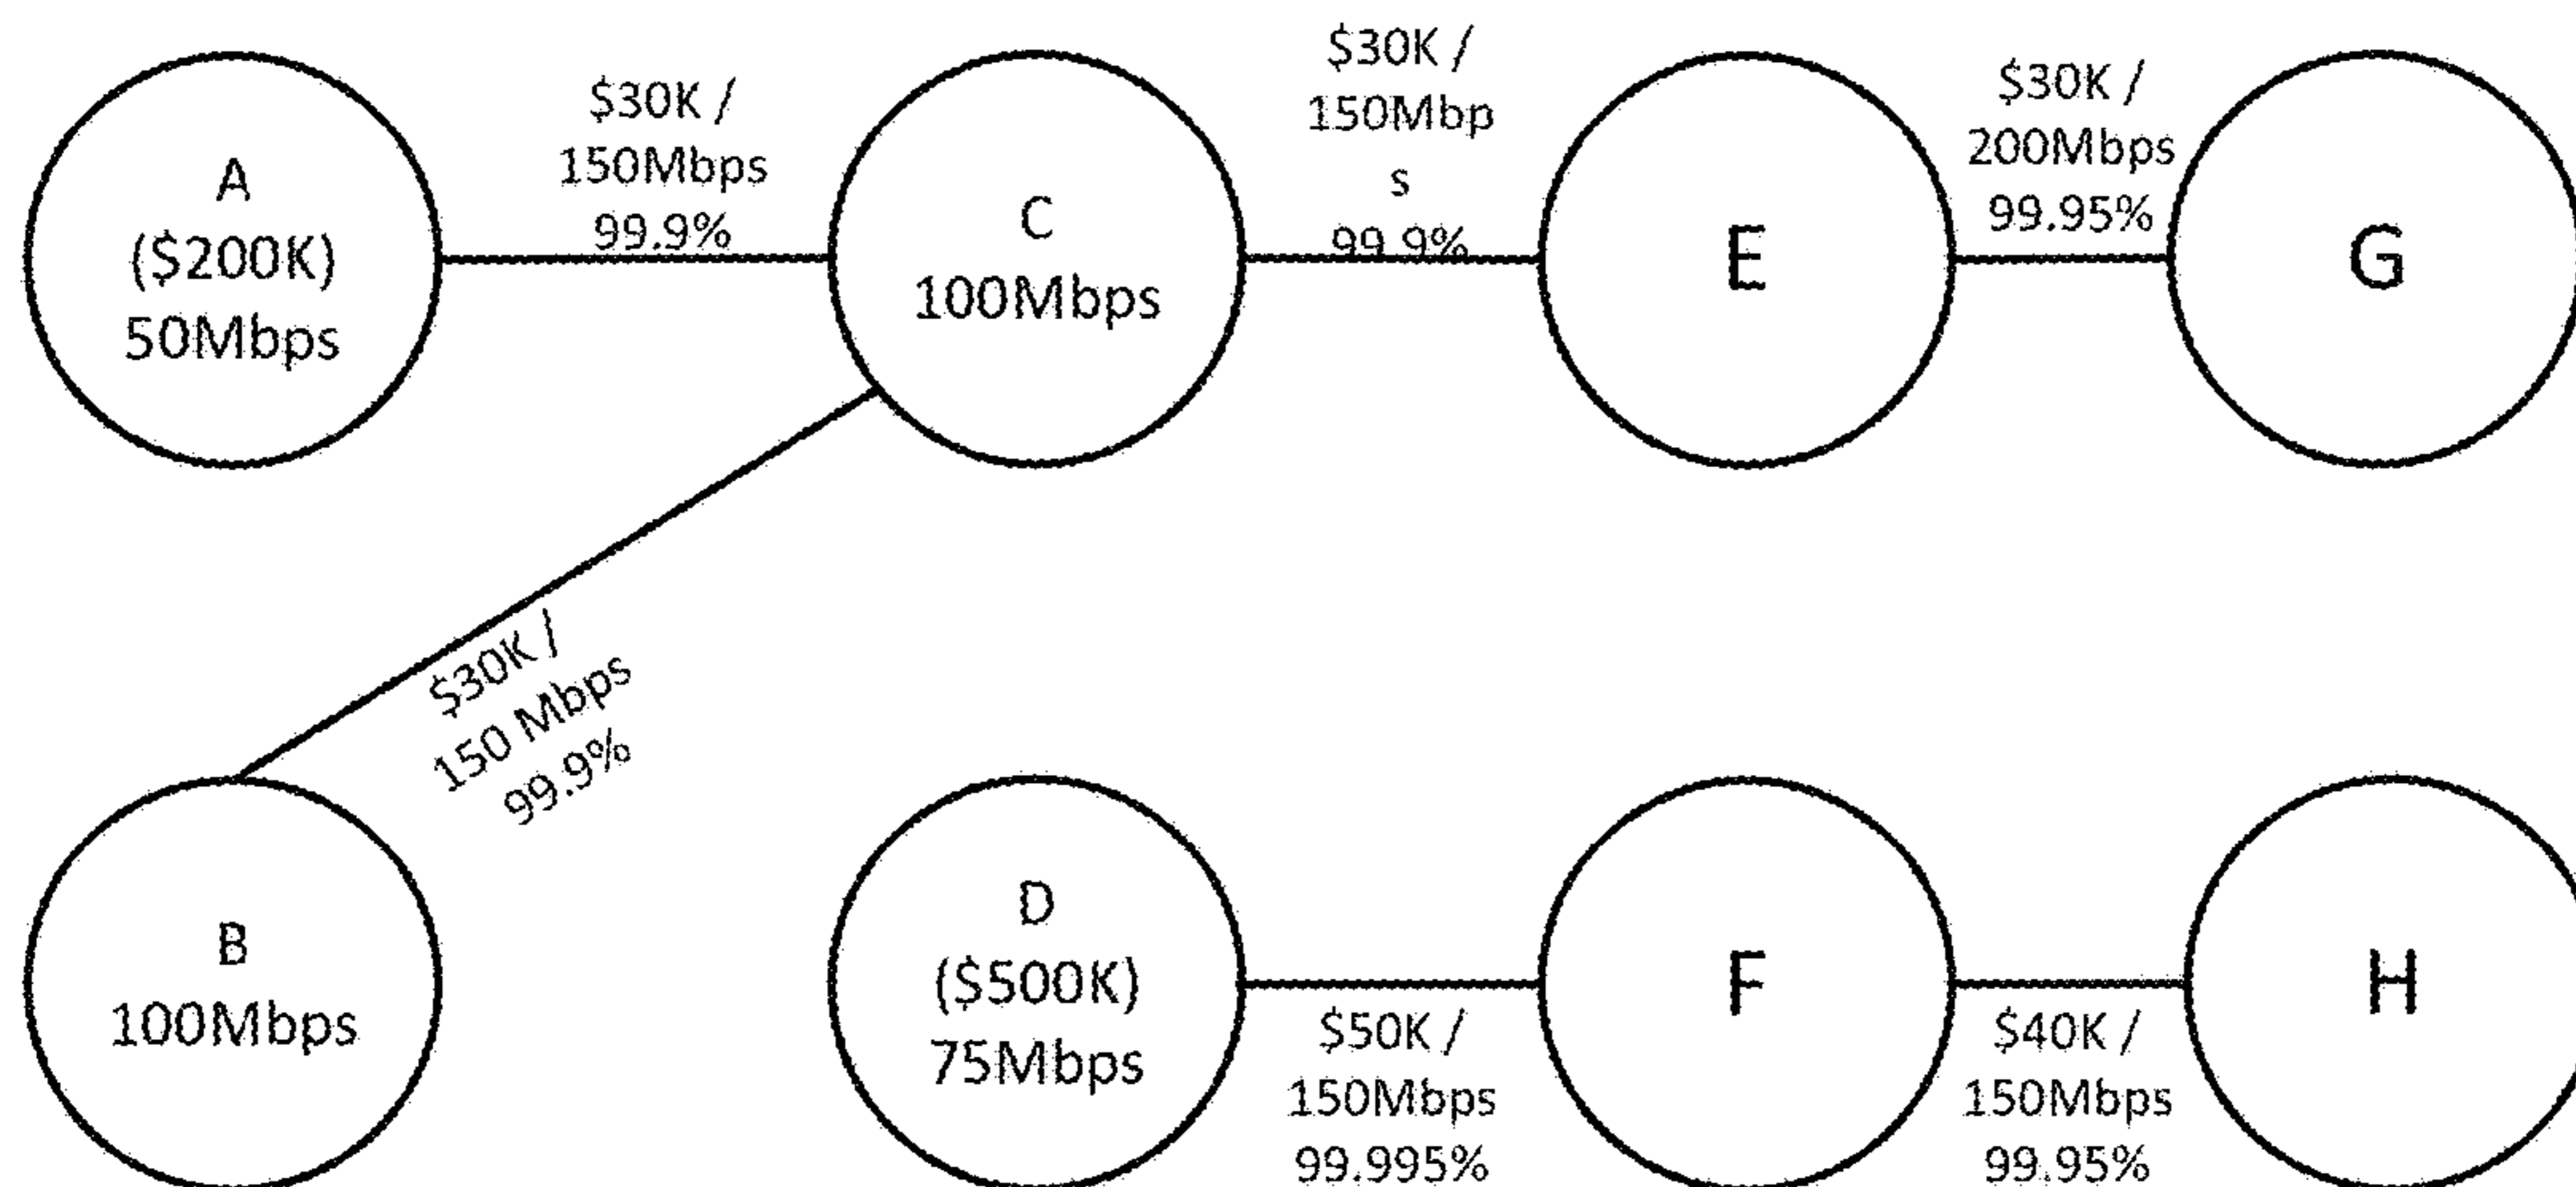 A
($200K)
50Mbps
$30K /
150Mbps
99.9%
C
100Mbps
$30K /
150Mbp
s
99.9%
E
$30K /
200Mbps
99.95%
G
$30K /
150 Mbps
99.9%
B
100Mbps
D
($500K)
75Mbps
$50K /
150Mbps
99.995%
F
$40K /
150Mbps
99.95%
H